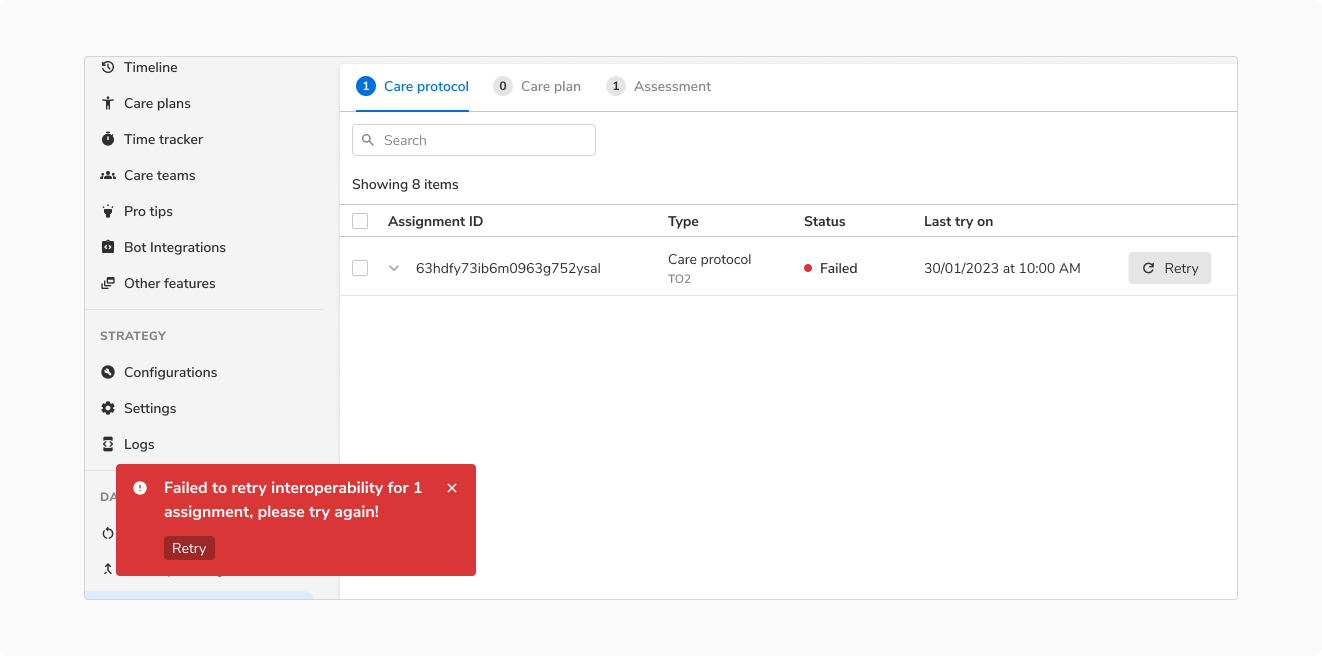 Timeline
Care plans
Time tracker
Care teams
Pro tips
Bot Integrations
Other features
STRATEGY
Configurations
Settings
Logs
1 Care protocol 0 Care plan 1 Assessment
Search
Showing 8 items
Assignment ID Type Status Last try on
63hdfy73ib6m0963g752ysal Care protocol TO2 Failed 30/01/2023 at 10:00 AM Retry
Failed to retry interoperability for 1
assignment, please try again!
Retry